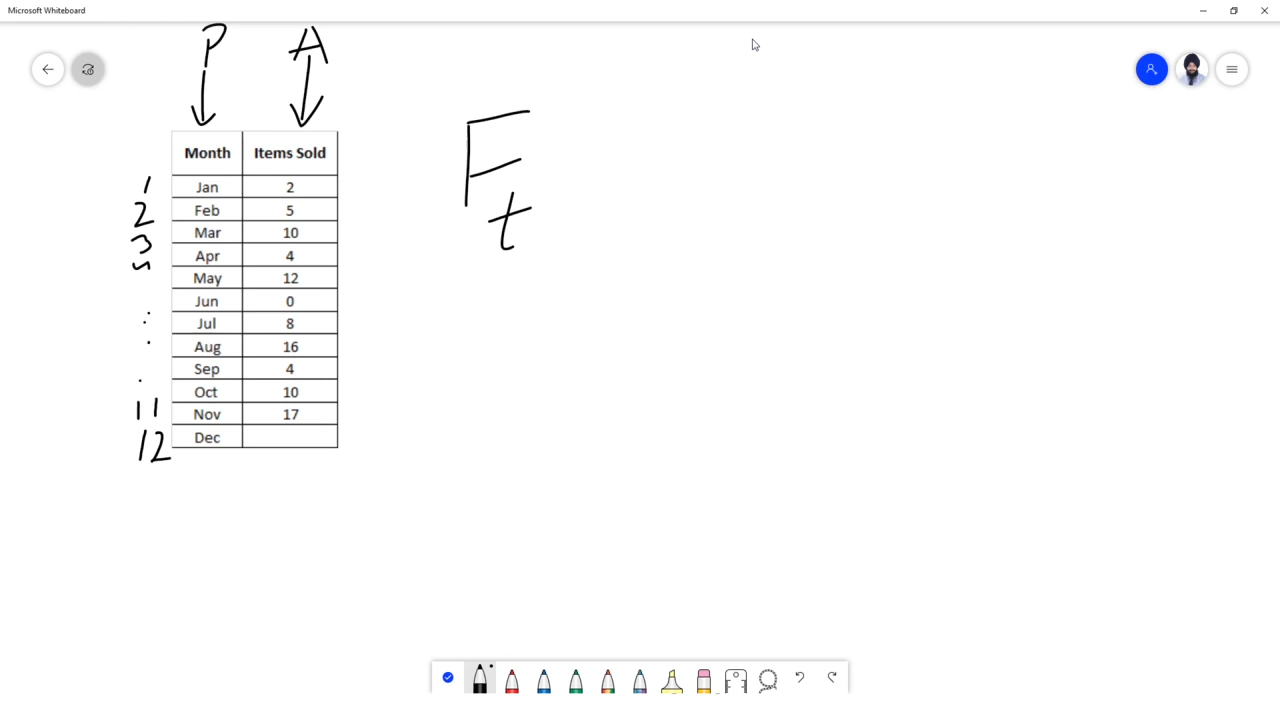 Microsoft Whiteboard
P A
Month Items Sold
1 Jan 2
2 Feb 5
3 Mar 10
4 Apr 4
May 12
Jun 0
Jul 8
Aug 16
Sep 4
Oct 10
11 Nov 17
12 Dec
F
t